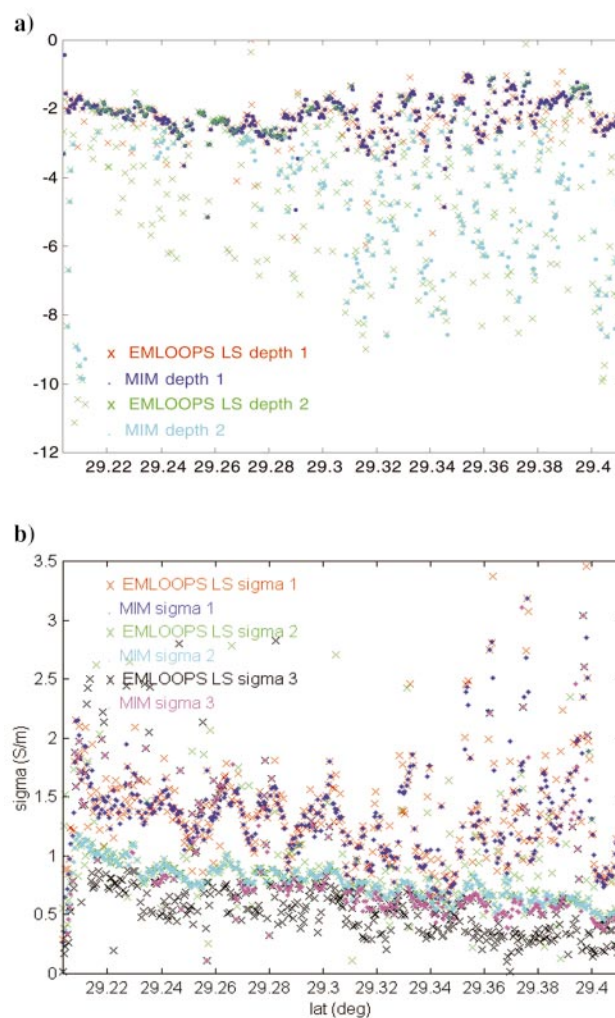 a)
0
-2
-4
-6
-8
-10
-12
x EMLOOPS LS depth 1
. MIM depth 1
x EMLOOPS LS depth 2
. MIM depth 2
29.22 29.24 29.26 29.28 29.3 29.32 29.34 29.36 29.38 29.4
b)
3.5
3
2.5
2
1.5
1
0.5
0
sigma (S/m)
x EMLOOPS LS sigma 1
. MIM sigma 1
x EMLOOPS LS sigma 2
. MIM sigma 2
x EMLOOPS LS sigma 3
. MIM sigma 3
29.22 29.24 29.26 29.28 29.3 29.32 29.34 29.36 29.38 29.4
lat (deg)